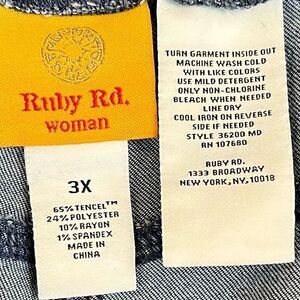 Ruby Rd.
woman
3X
65% TENCEL™
24% POLYESTER
10% RAYON
1% SPANDEX
MADE IN
CHINA
TURN GARMENT INSIDE OUT
MACHINE WASH COLD
WITH LIKE COLORS
USE MILD DETERGENT
ONLY NON-CHLORINE
BLEACH WHEN NEEDED
LINE DRY
COOL IRON ON REVERSE
SIDE IF NEEDED
STYLE 36200 MD
RN 107680
RUBY RD.
1333 BROADWAY
NEW YORK, NY, 10018